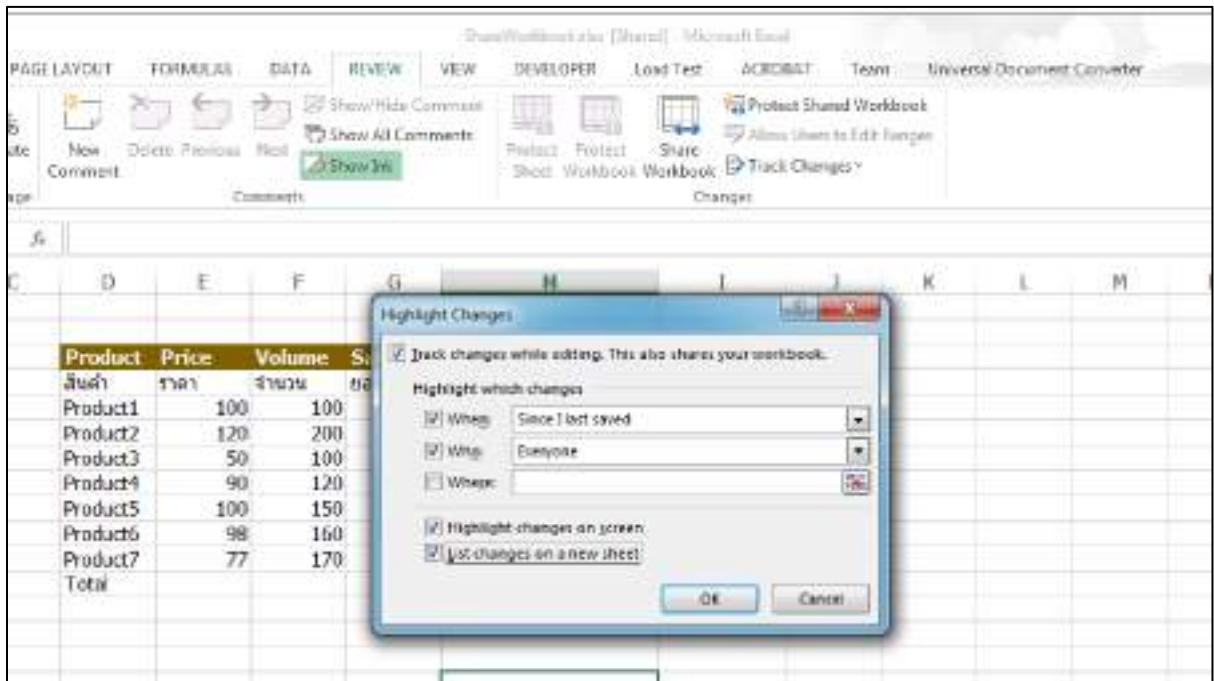 ShareWorkbook.xlsx [Shared] - Microsoft Excel
PAGE LAYOUT FORMULAS DATA REVIEW VIEW DEVELOPER Load Test ACROBAT Team Universal Document Converter
New Comment Delete Previous Next
Show/Hide Comment
Show All Comments
Show Ink
Comments
Protect Sheet Protect Workbook Share Workbook
Protect Shared Workbook
Allow Users to Edit Ranges
Track Changes
Changes
fx
C D E F G H I J K L M
Product Price Volume
สินค้า ราคา จำนวน
Product1 100 100
Product2 120 200
Product3 50 100
Product4 90 120
Product5 100 150
Product6 98 160
Product7 77 170
Total
Highlight Changes
Track changes while editing. This also shares your workbook.
Highlight which changes
When: Since I last saved
Who: Everyone
Where:
Highlight changes on screen
List changes on a new sheet
OK Cancel